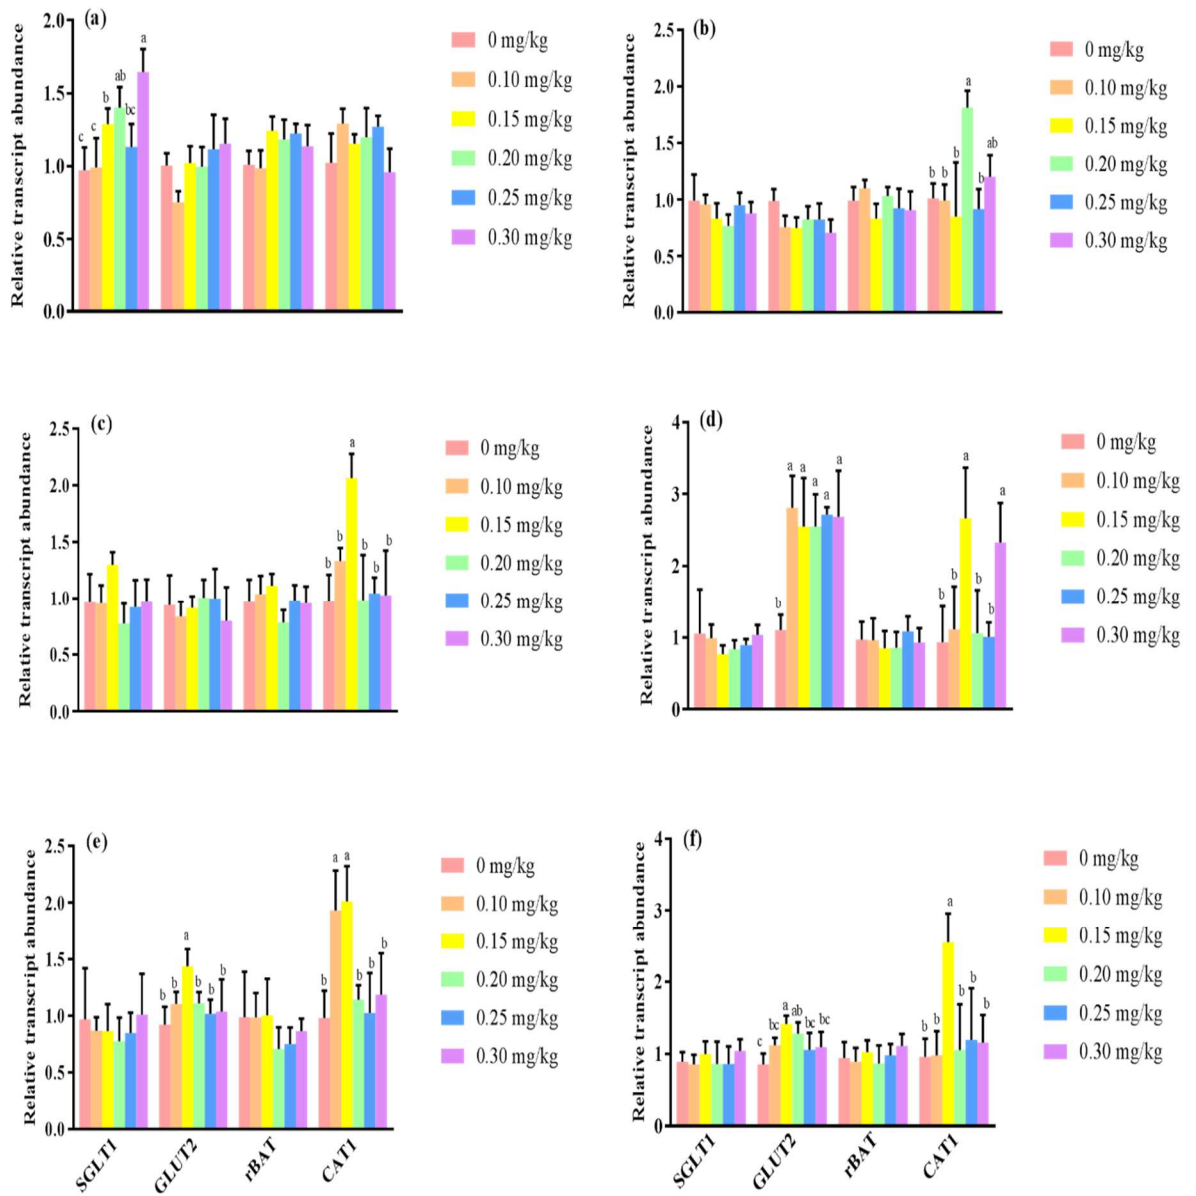 (a)
Relative transcript abundance
2.0
1.5
1.0
0.5
0.0
c
c
b
ab
bc
a
0 mg/kg
0.10 mg/kg
0.15 mg/kg
0.20 mg/kg
0.25 mg/kg
0.30 mg/kg
(b)
Relative transcript abundance
2.5
2.0
1.5
1.0
0.5
0.0
b
b
b
a
b
ab
0 mg/kg
0.10 mg/kg
0.15 mg/kg
0.20 mg/kg
0.25 mg/kg
0.30 mg/kg
(c)
Relative transcript abundance
2.5
2.0
1.5
1.0
0.5
0.0
b
b
a
b
b
b
0 mg/kg
0.10 mg/kg
0.15 mg/kg
0.20 mg/kg
0.25 mg/kg
0.30 mg/kg
(d)
Relative transcript abundance
4
3
2
1
0
b
a
a
a
a
a
b
b
a
b
b
a
0 mg/kg
0.10 mg/kg
0.15 mg/kg
0.20 mg/kg
0.25 mg/kg
0.30 mg/kg
(e)
Relative transcript abundance
2.5
2.0
1.5
1.0
0.5
0.0
b
b
a
b
b
b
b
a
a
b
b
b
SGLT1
GLUT2
rBAT
CAT1
0 mg/kg
0.10 mg/kg
0.15 mg/kg
0.20 mg/kg
0.25 mg/kg
0.30 mg/kg
(f)
Relative transcript abundance
4
3
2
1
0
c
bc
a
ab
bc
bc
b
b
a
b
b
b
SGLT1
GLUT2
rBAT
CAT1
0 mg/kg
0.10 mg/kg
0.15 mg/kg
0.20 mg/kg
0.25 mg/kg
0.30 mg/kg